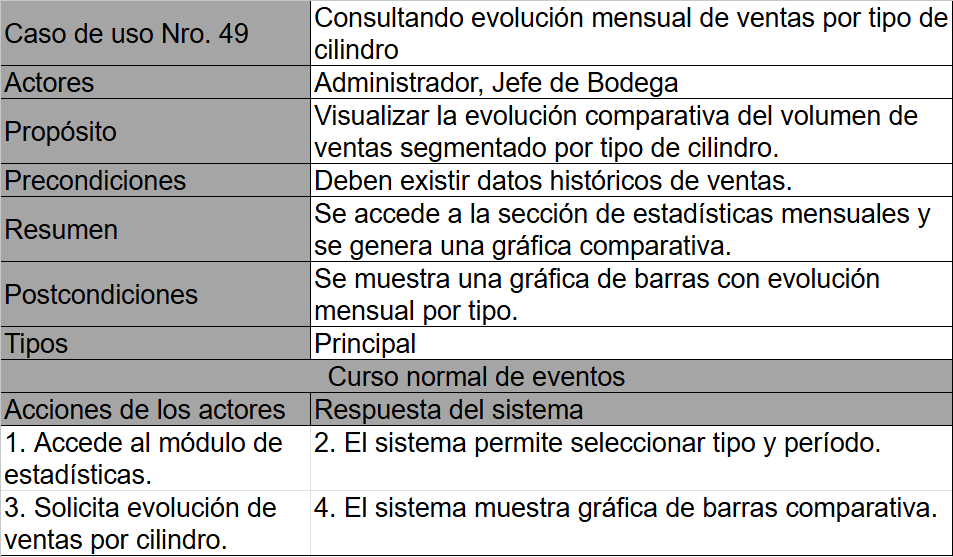 Caso de uso Nro. 49
Consultando evolución mensual de ventas por tipo de
cilindro
Actores
Administrador, Jefe de Bodega
Propósito
Visualizar la evolución comparativa del volumen de
ventas segmentado por tipo de cilindro.
Precondiciones
Deben existir datos históricos de ventas.
Resumen
Se accede a la sección de estadísticas mensuales y
se genera una gráfica comparativa.
Postcondiciones
Se muestra una gráfica de barras con evolución
mensual por tipo.
Tipos
Principal
Curso normal de eventos
Acciones de los actores
Respuesta del sistema
1. Accede al módulo de
estadísticas.
2. El sistema permite seleccionar tipo y período.
3. Solicita evolución de
ventas por cilindro.
4. El sistema muestra gráfica de barras comparativa.